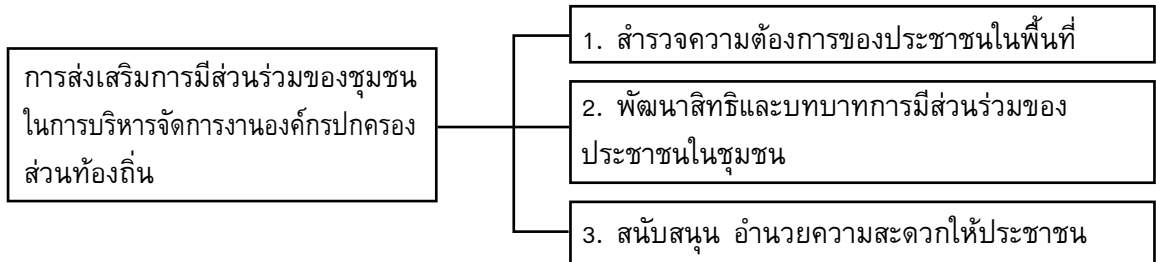 การส่งเสริมการมีส่วนร่วมของชุมชน
ในการบริหารจัดการงานองค์กรปกครอง
ส่วนท้องถิ่น
1. สำรวจความต้องการของประชาชนในพื้นที่
2. พัฒนาสิทธิและบทบาทการมีส่วนร่วมของ
ประชาชนในชุมชน
3. สนับสนุน อำนวยความสะดวกให้ประชาชน